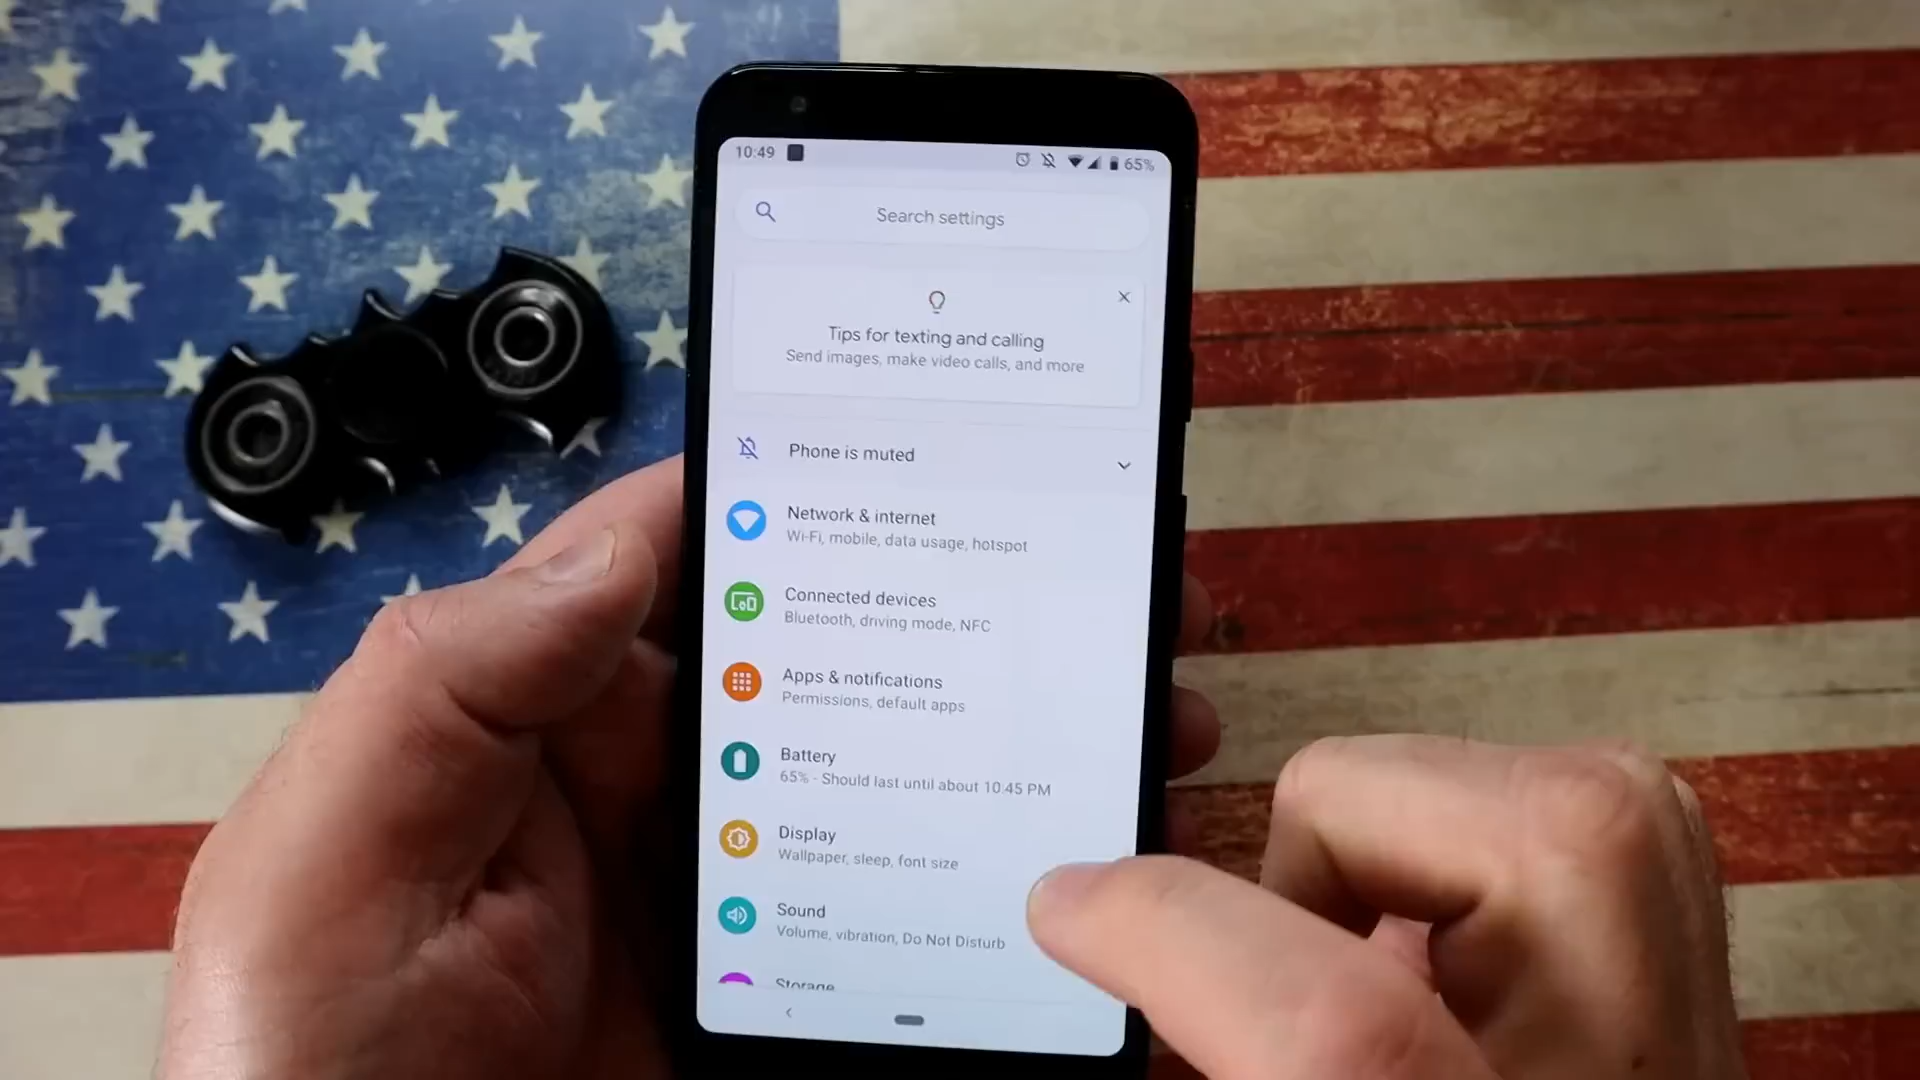 10:49
65%
Search settings
Tips for texting and calling
Send images, make video calls, and more
Phone is muted
Network & internet
Wi-Fi, mobile, data usage, hotspot
Connected devices
Bluetooth, driving mode, NFC
Apps & notifications
Permissions, default apps
Battery
65% - Should last until about 10:45 PM
Display
Wallpaper, sleep, font size
Sound
Volume, vibration, Do Not Disturb
Storage